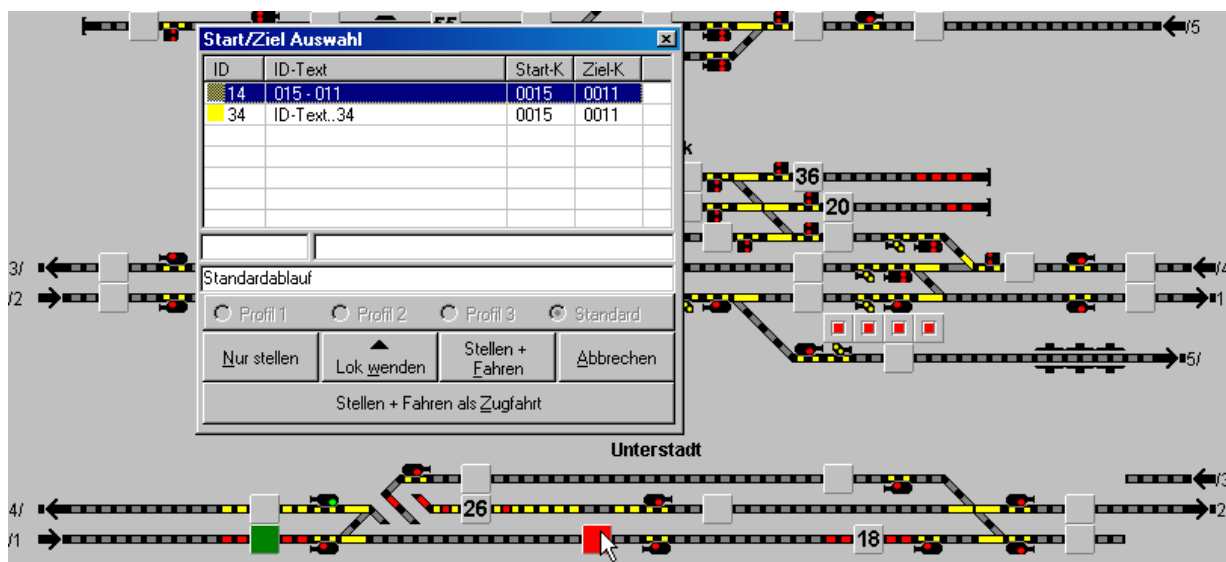 55
/5
Start/Ziel Auswahl
ID ID-Text Start-K Ziel-K
14 015 - 011 0015 0011
34 ID-Text..34 0015 0011
k
36
20
3/
/4
Standardablauf
/2
1
Profil 1 Profil 2 Profil 3 Standard
Nur stellen Lok wenden Stellen +
Fahren Abbrechen
5/
Stellen + Fahren als Zugfahrt
Unterstadt
/3
4/
26
2
/1
18